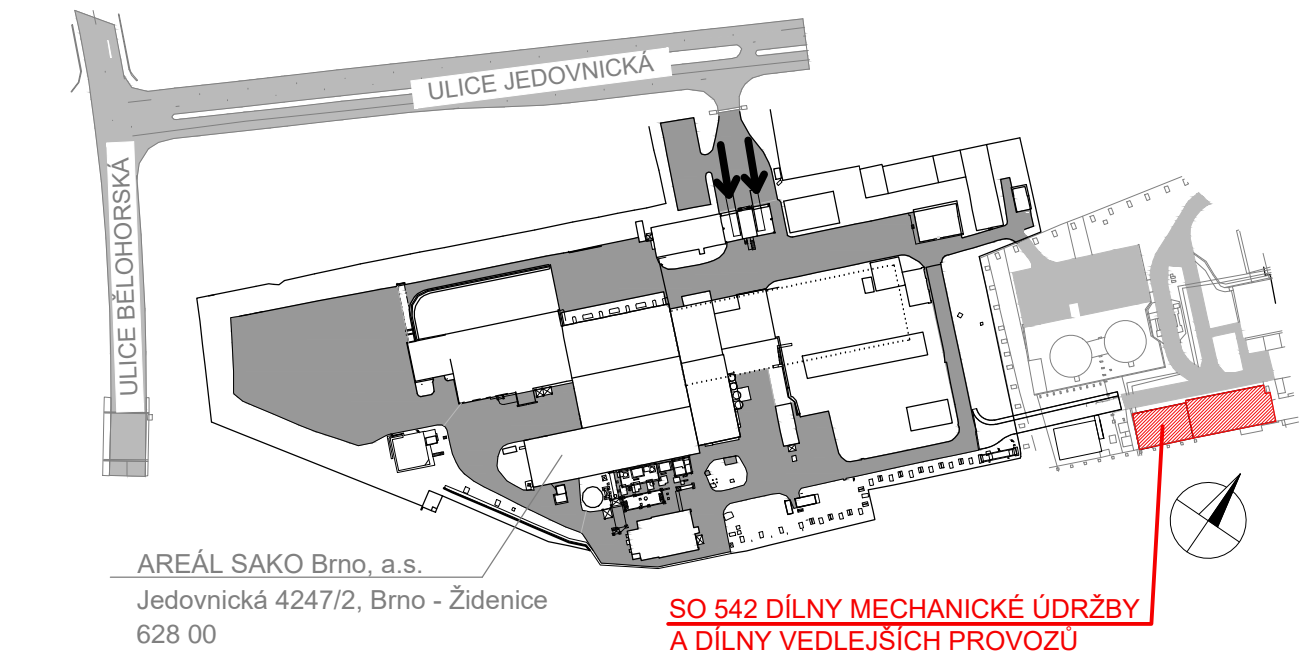 ULICE JEDOVNICKÁ
ULICE BĚLOHORSKÁ
AREÁL SAKO Brno, a.s.
Jedovnická 4247/2, Brno - Židenice
628 00
SO 542 DÍLNY MECHANICKÉ ÚDRŽBY
A DÍLNY VEDLEJŠÍCH PROVOZŮ